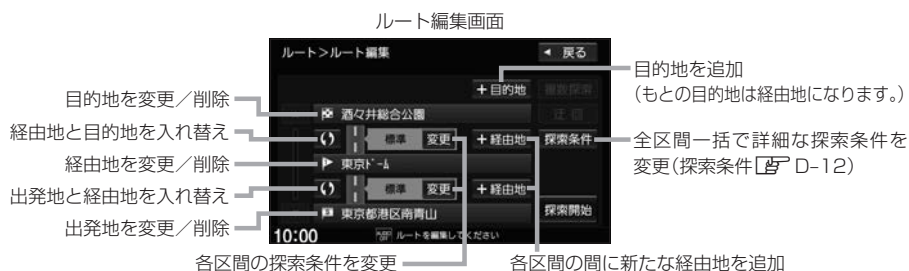 ルート編集画面
ルート>ルート編集
◀ 戻る
+目的地
複数探索
目的地を追加
(もとの目的地は経由地になります。)
目的地を変更／削除
酒々井総合公園
迂回
経由地と目的地を入れ替え
標準
変更
+経由地
探索条件
全区間一括で詳細な探索条件を
変更(探索条件 D-12)
経由地を変更／削除
東京ドーム
出発地と経由地を入れ替え
標準
変更
+経由地
出発地を変更／削除
東京都港区南青山
探索開始
10:00
ルートを編集してください
各区間の探索条件を変更
各区間の間に新たな経由地を追加